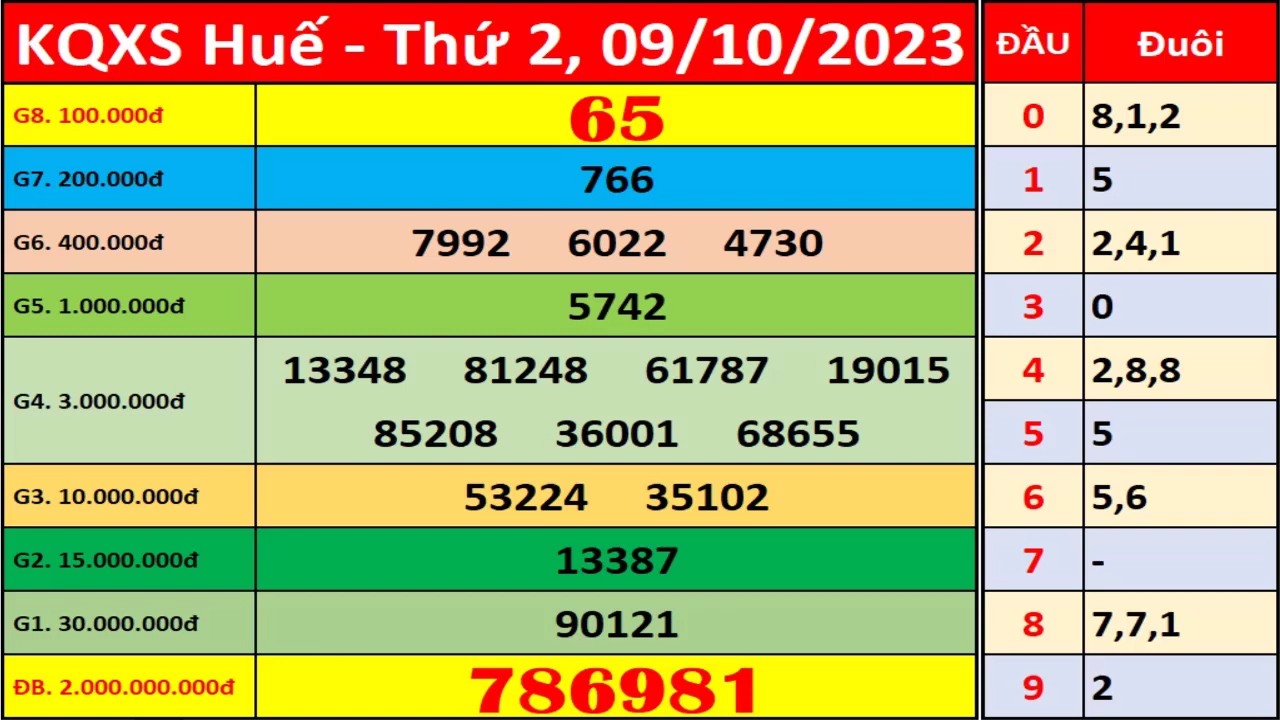 KQXS Huế - Thứ 2, 09/10/2023
G8. 100.000đ 65
G7. 200.000đ 766
G6. 400.000đ 7992 6022 4730
G5. 1.000.000đ 5742
G4. 3.000.000đ 13348 81248 61787 19015
85208 36001 68655
G3. 10.000.000đ 53224 35102
G2. 15.000.000đ 13387
G1. 30.000.000đ 90121
ĐB. 2.000.000.000đ 786981
ĐẦU Đuôi
0 8,1,2
1 5
2 2,4,1
3 0
4 2,8,8
5 5
6 5,6
7 -
8 7,7,1
9 2